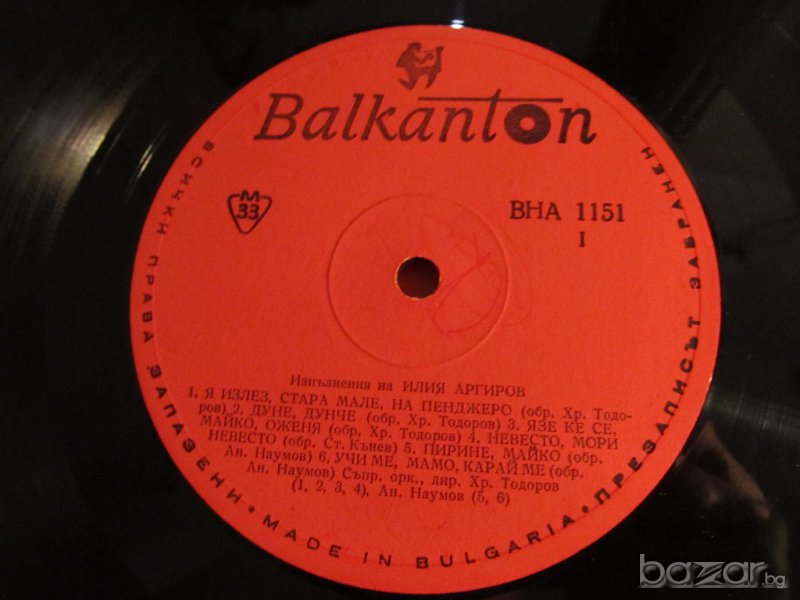 Balkanton
M
33
ВНА 1151
I
Изпълнения на ИЛИЯ АРГИРОВ
1. Я ИЗЛЕЗ, СТАРА МАЛЕ, НА ПЕНДЖЕРО (обр. Хр. Тодо-
ров) 2. ДУНЕ, ДУНЧЕ (обр. Хр. Тодоров) 3. ЯЗЕ КЕ СЕ,
МАЙКО, ОЖЕНЯ (обр. Хр. Тодоров) 4. НЕВЕСТО, МОРИ
НЕВЕСТО (обр. Ст. Кънев) 5. ПИРИНЕ, МАЙКО (обр.
Ан. Наумов) 6. УЧИ МЕ, МАМО, КАРАЙ МЕ (обр.
Ан. Наумов) Съпр. орк., дир. Хр. Тодоров
(1, 2, 3, 4), Ан. Наумов (5, 6)
ВСИЧКИ ПРАВА ЗАПАЗЕНИ • MADE IN BULGARIA • ПРЕЗАПИСЪТ ЗАБРАНЕН
bazar.bg